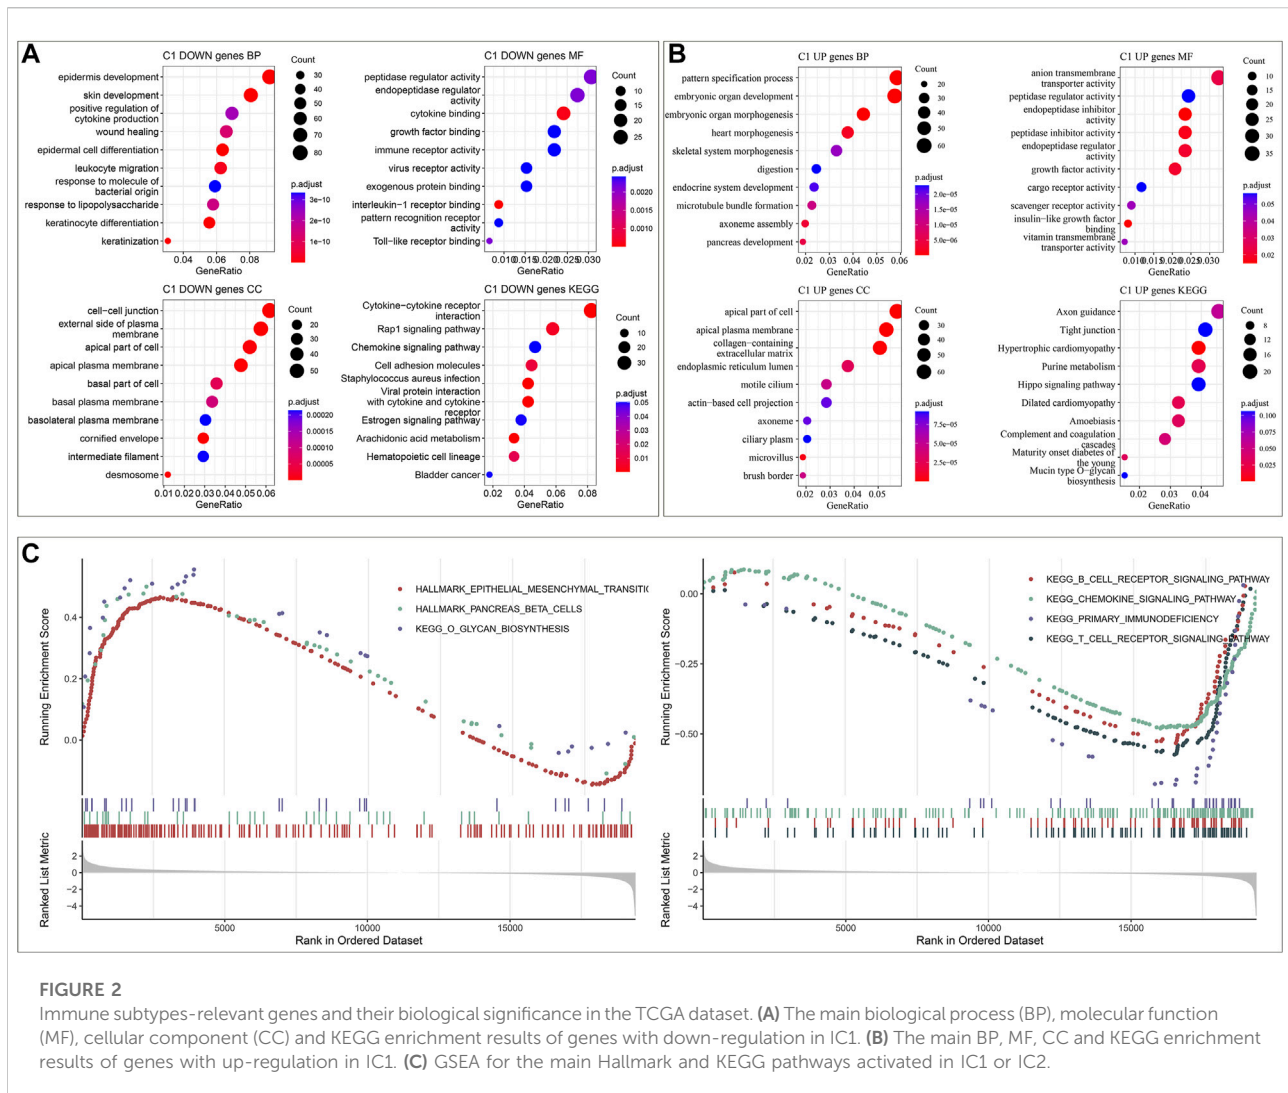 A
C1 DOWN genes BP
epidermis development
skin development
positive regulation of
cytokine production
wound healing
epidermal cell differentiation
leukocyte migration
response to molecule of
bacterial origin
response to lipopolysaccharide
keratinocyte differentiation
keratinization
0.04 0.06 0.08
GeneRatio
Count
30
40
50
60
70
80
p.adjust
3e-10
1e-10
C1 DOWN genes MF
peptidase regulator activity
endopeptidase regulator
activity
cytokine binding
growth factor binding
immune receptor activity
virus receptor activity
exogenous protein binding
interleukin-1 receptor binding
pattern recognition receptor
activity
Toll-like receptor binding
0.010 0.015 0.020 0.025 0.030
GeneRatio
Count
10
15
20
25
p.adjust
0.0020
0.0015
0.0010
C1 DOWN genes CC
cell-cell junction
external side of plasma
membrane
apical part of cell
apical plasma membrane
basal part of cell
basal plasma membrane
basolateral plasma membrane
cornified envelope
intermediate filament
desmosome
0.01 0.02 0.03 0.04 0.05 0.06
GeneRatio
Count
20
30
40
50
p.adjust
0.00020
0.00015
0.00010
0.00005
C1 DOWN genes KEGG
Cytokine-cytokine receptor
interaction
Rap1 signaling pathway
Chemokine signaling pathway
Cell adhesion molecules
Staphylococcus aureus infection
Viral protein interaction
with cytokine and cytokine
receptor
Estrogen signaling pathway
Arachidonic acid metabolism
Hematopoietic cell lineage
Bladder cancer
0.02 0.04 0.06 0.08
GeneRatio
Count
10
20
30
p.adjust
0.05
0.04
0.03
0.02
0.01
B
C1 UP genes BP
pattern specification process
embryonic organ development
embryonic organ morphogenesis
heart morphogenesis
skeletal system morphogenesis
digestion
endocrine system development
microtubule bundle formation
axoneme assembly
pancreas development
0.02 0.03 0.04 0.05 0.06
GeneRatio
Count
20
30
40
50
60
p.adjust
2.0e-05
1.5e-05
1.0e-05
5.0e-06
C1 UP genes MF
anion transmembrane
transporter activity
peptidase regulator activity
endopeptidase inhibitor
activity
peptidase inhibitor activity
endopeptidase regulator
activity
growth factor activity
cargo receptor activity
scavenger receptor activity
insulin-like growth factor
binding
vitamin transmembrane
transporter activity
0.010 0.015 0.020 0.025 0.030
GeneRatio
Count
10
15
20
25
30
35
p.adjust
0.05
0.04
0.03
0.02
C1 UP genes CC
apical part of cell
apical plasma membrane
collagen-containing
extracellular matrix
endoplasmic reticulum lumen
motile cilium
actin-based cell projection
axoneme
ciliary plasm
microvillus
brush border
0.02 0.03 0.04 0.05
GeneRatio
Count
30
40
50
60
p.adjust
7.5e-05
5.0e-05
2.5e-05
C1 UP genes KEGG
Axon guidance
Tight junction
Hypertrophic cardiomyopathy
Purine metabolism
Hippo signaling pathway
Dilated cardiomyopathy
Amoebiasis
Complement and coagulation
cascades
Maturity onset diabetes of
the young
Mucin type O-glycan
biosynthesis
0.02 0.03 0.04
GeneRatio
Count
8
12
16
20
p.adjust
0.100
0.075
0.050
0.025
C
Running Enrichment Score
0.4
0.2
0.0
HALLMARK_EPITHELIAL_MESENCHYMAL_TRANSITIO
HALLMARK_PANCREAS_BETA_CELLS
KEGG_O_GLYCAN_BIOSYNTHESIS
Ranked List Metric
2
0
-2
-4
5000 10000 15000
Rank in Ordered Dataset
Running Enrichment Score
0.00
-0.25
-0.50
KEGG_B_CELL_RECEPTOR_SIGNALING_PATHWAY
KEGG_CHEMOKINE_SIGNALING_PATHWAY
KEGG_PRIMARY_IMMUNODEFICIENCY
KEGG_T_CELL_RECEPTOR_SIGNALING_PATHWAY
Ranked List Metric
2
0
-2
-4
5000 10000 15000
Rank in Ordered Dataset
FIGURE 2
Immune subtypes-relevant genes and their biological significance in the TCGA dataset. (A) The main biological process (BP), molecular function
(MF), cellular component (CC) and KEGG enrichment results of genes with down-regulation in IC1. (B) The main BP, MF, CC and KEGG enrichment
results of genes with up-regulation in IC1. (C) GSEA for the main Hallmark and KEGG pathways activated in IC1 or IC2.